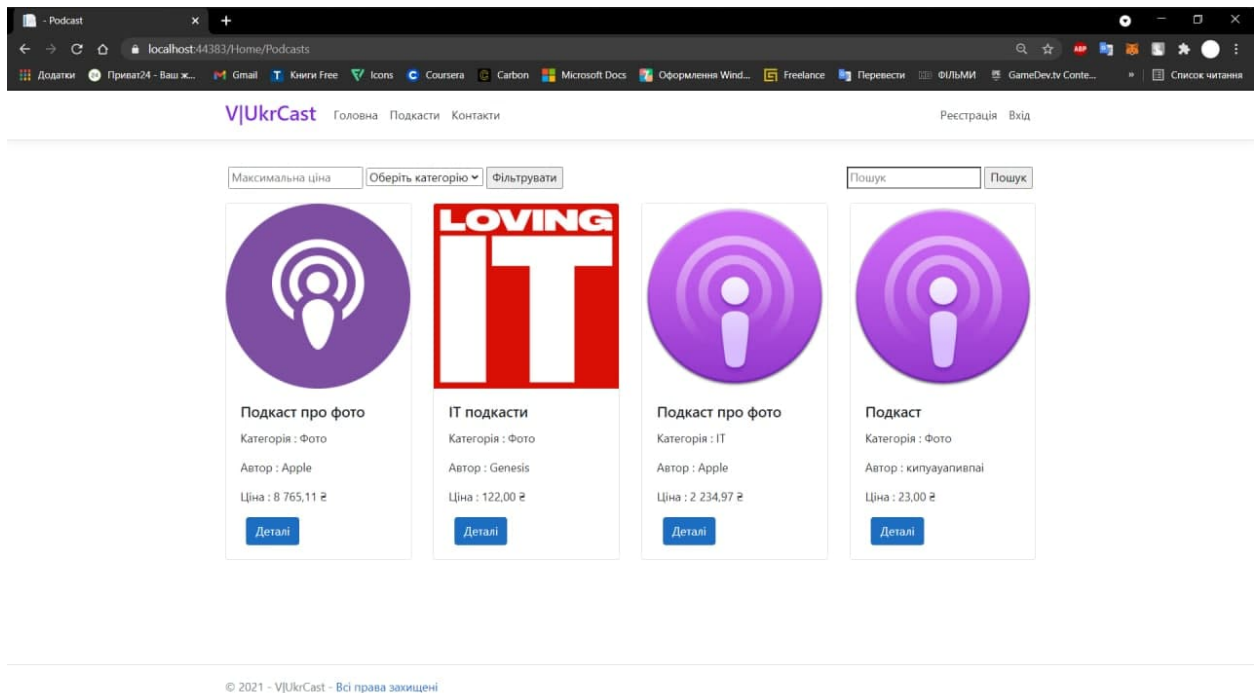 - Podcast
localhost:44383/Home/Podcasts
Додатки Приват24 - Ваш ж... Gmail Книги Free Icons Coursera Carbon Microsoft Docs Оформлення Wind... Freelance Перевести ФІЛЬМИ GameDev.tv Conte... » Список читання
V|UkrCast Головна Подкасти Контакти Реєстрація Вхід
Максимальна ціна Оберіть категорію Фільтрувати Пошук Пошук
LOVING
IT
Подкаст про фото IT подкасти Подкаст про фото Подкаст
Категорія : Фото Категорія : Фото Категорія : IT Категорія : Фото
Автор : Apple Автор : Genesis Автор : Apple Автор : кипуауапивпаі
Ціна : 8 765,11 ₴ Ціна : 122,00 ₴ Ціна : 2 234,97 ₴ Ціна : 23,00 ₴
Деталі Деталі Деталі Деталі
© 2021 - V|UkrCast - Всі права захищені